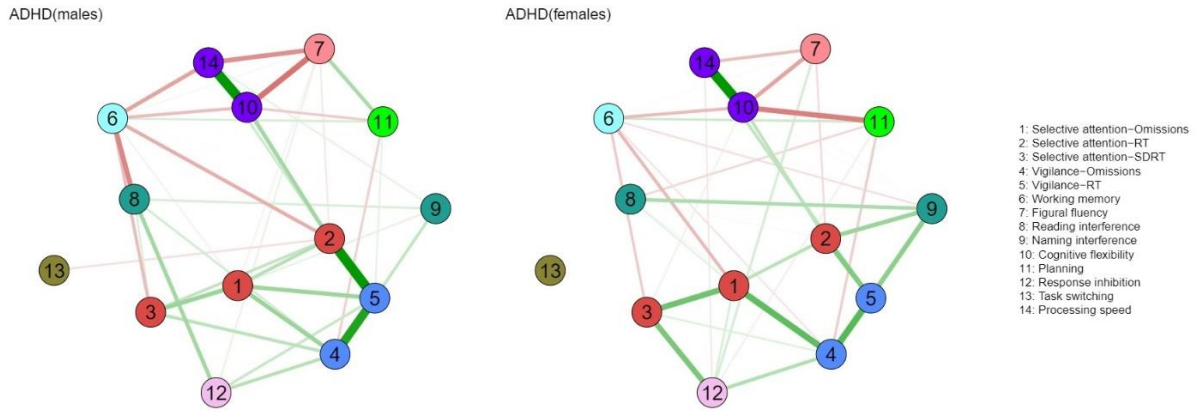 ADHD(males)
ADHD(females)
14
7
10
6
11
8
9
2
13
1
5
3
4
12
14
7
10
6
11
8
9
2
13
1
5
3
4
12
1: Selective attention−Omissions
2: Selective attention−RT
3: Selective attention−SDRT
4: Vigilance−Omissions
5: Vigilance−RT
6: Working memory
7: Figural fluency
8: Reading interference
9: Naming interference
10: Cognitive flexibility
11: Planning
12: Response inhibition
13: Task switching
14: Processing speed